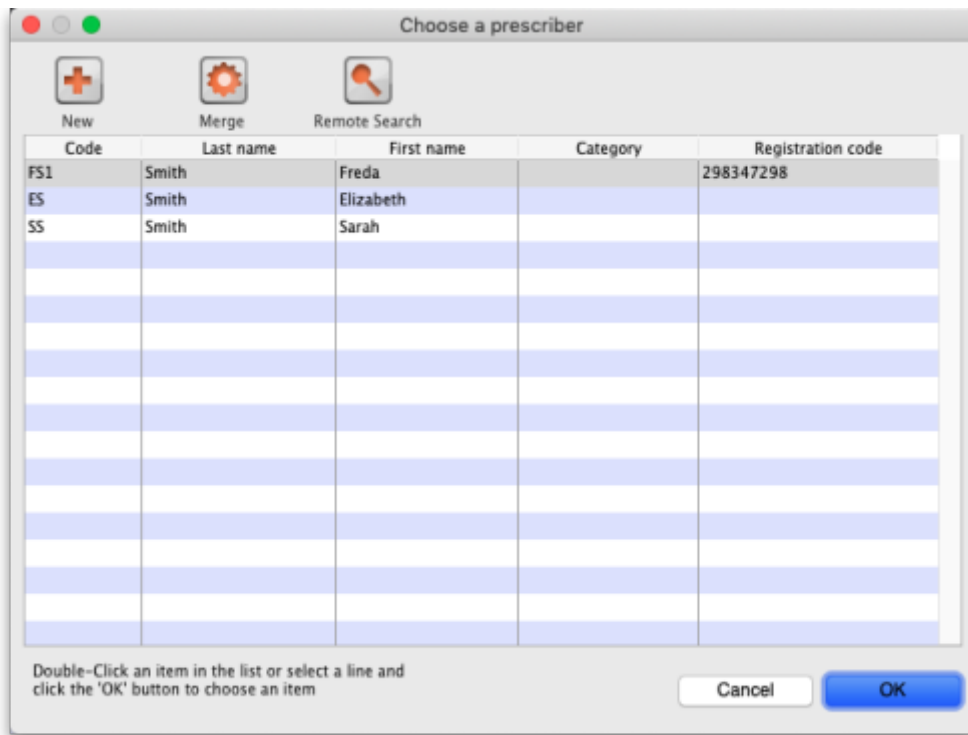 Choose a prescriber
New Merge Remote Search
Code Last name First name Category Registration code
FS1 Smith Freda 298347298
ES Smith Elizabeth
SS Smith Sarah
Double-Click an item in the list or select a line and
click the 'OK' button to choose an item
Cancel OK